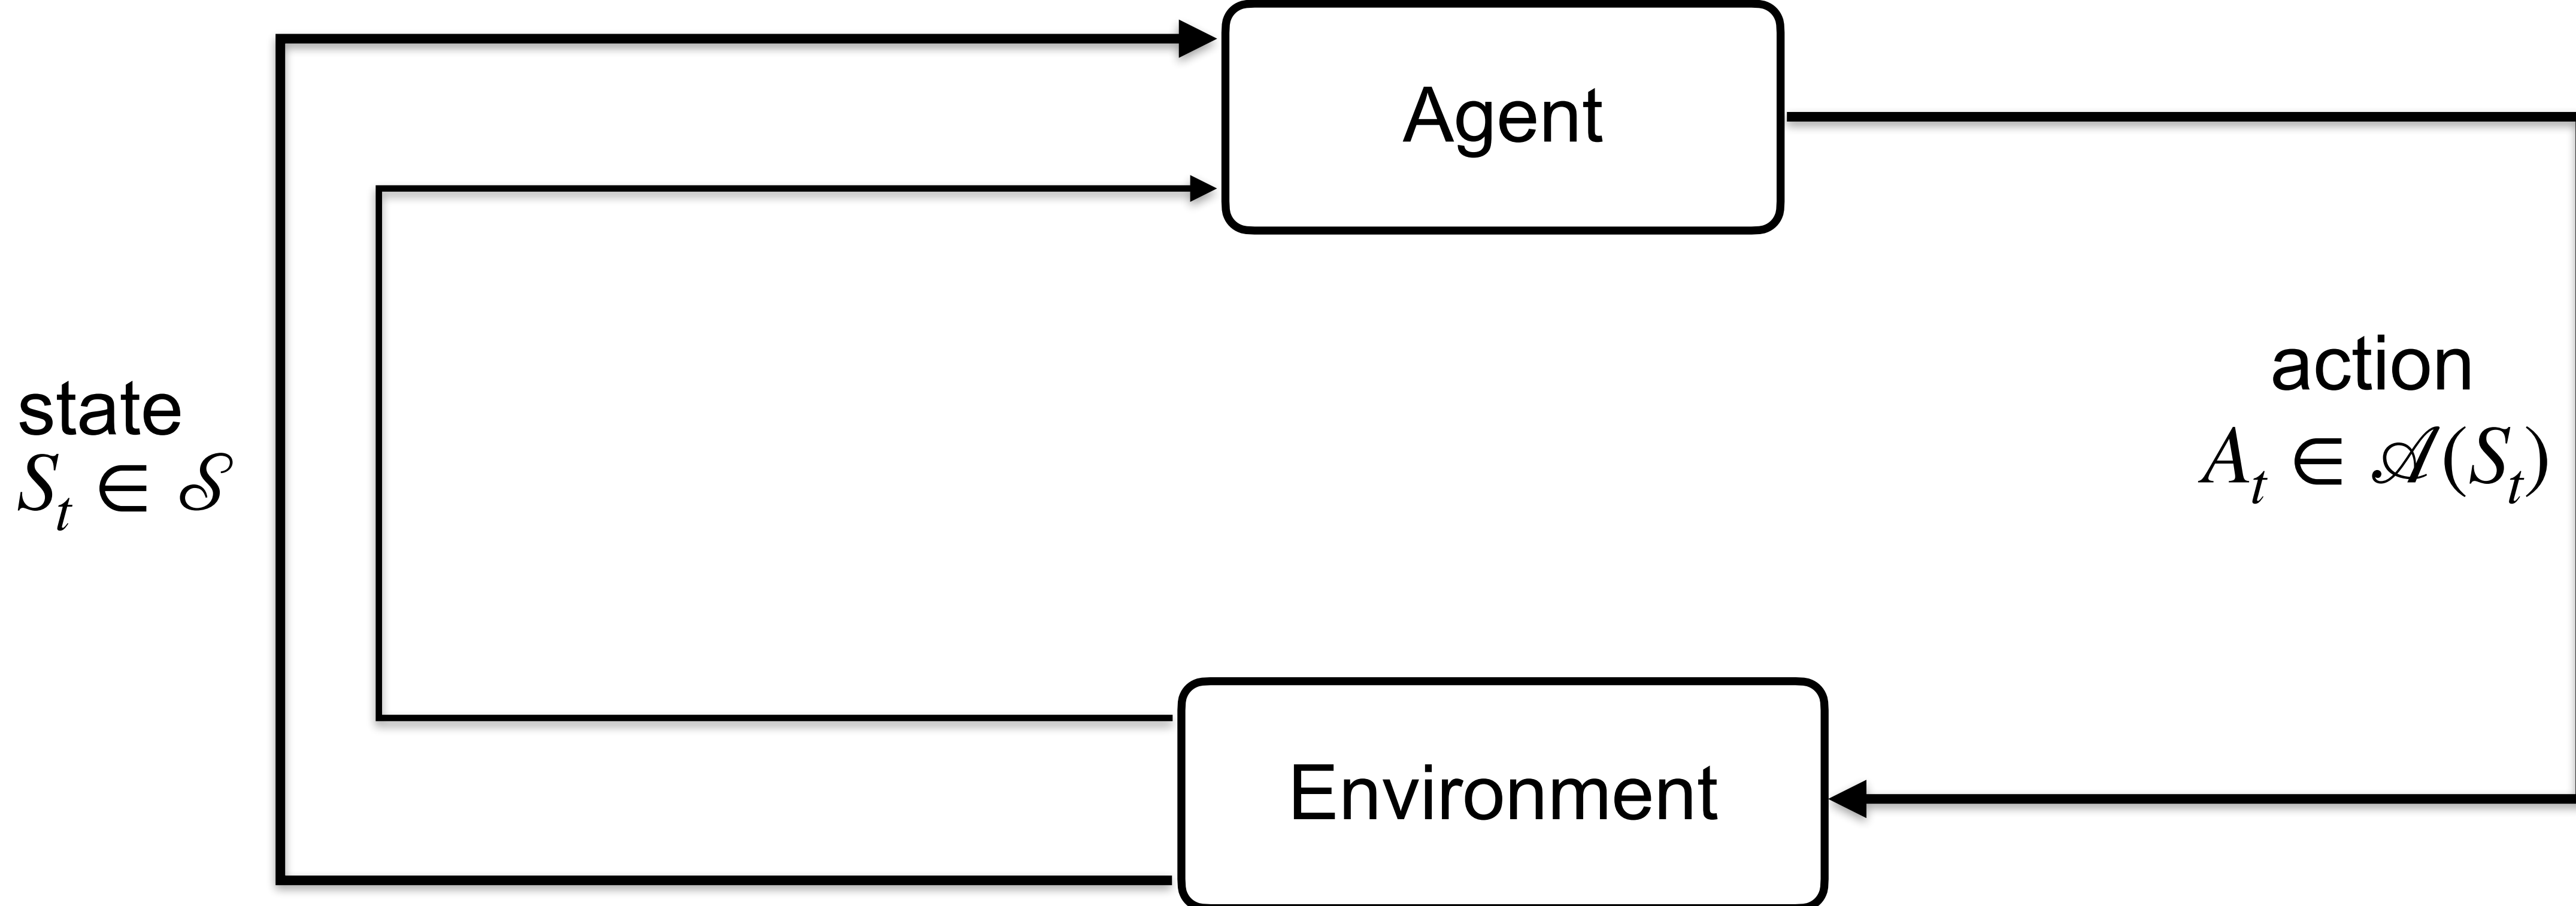 Agent
state
S_t ∈ 𝒮
action
A_t ∈ 𝒜(S_t)
Environment